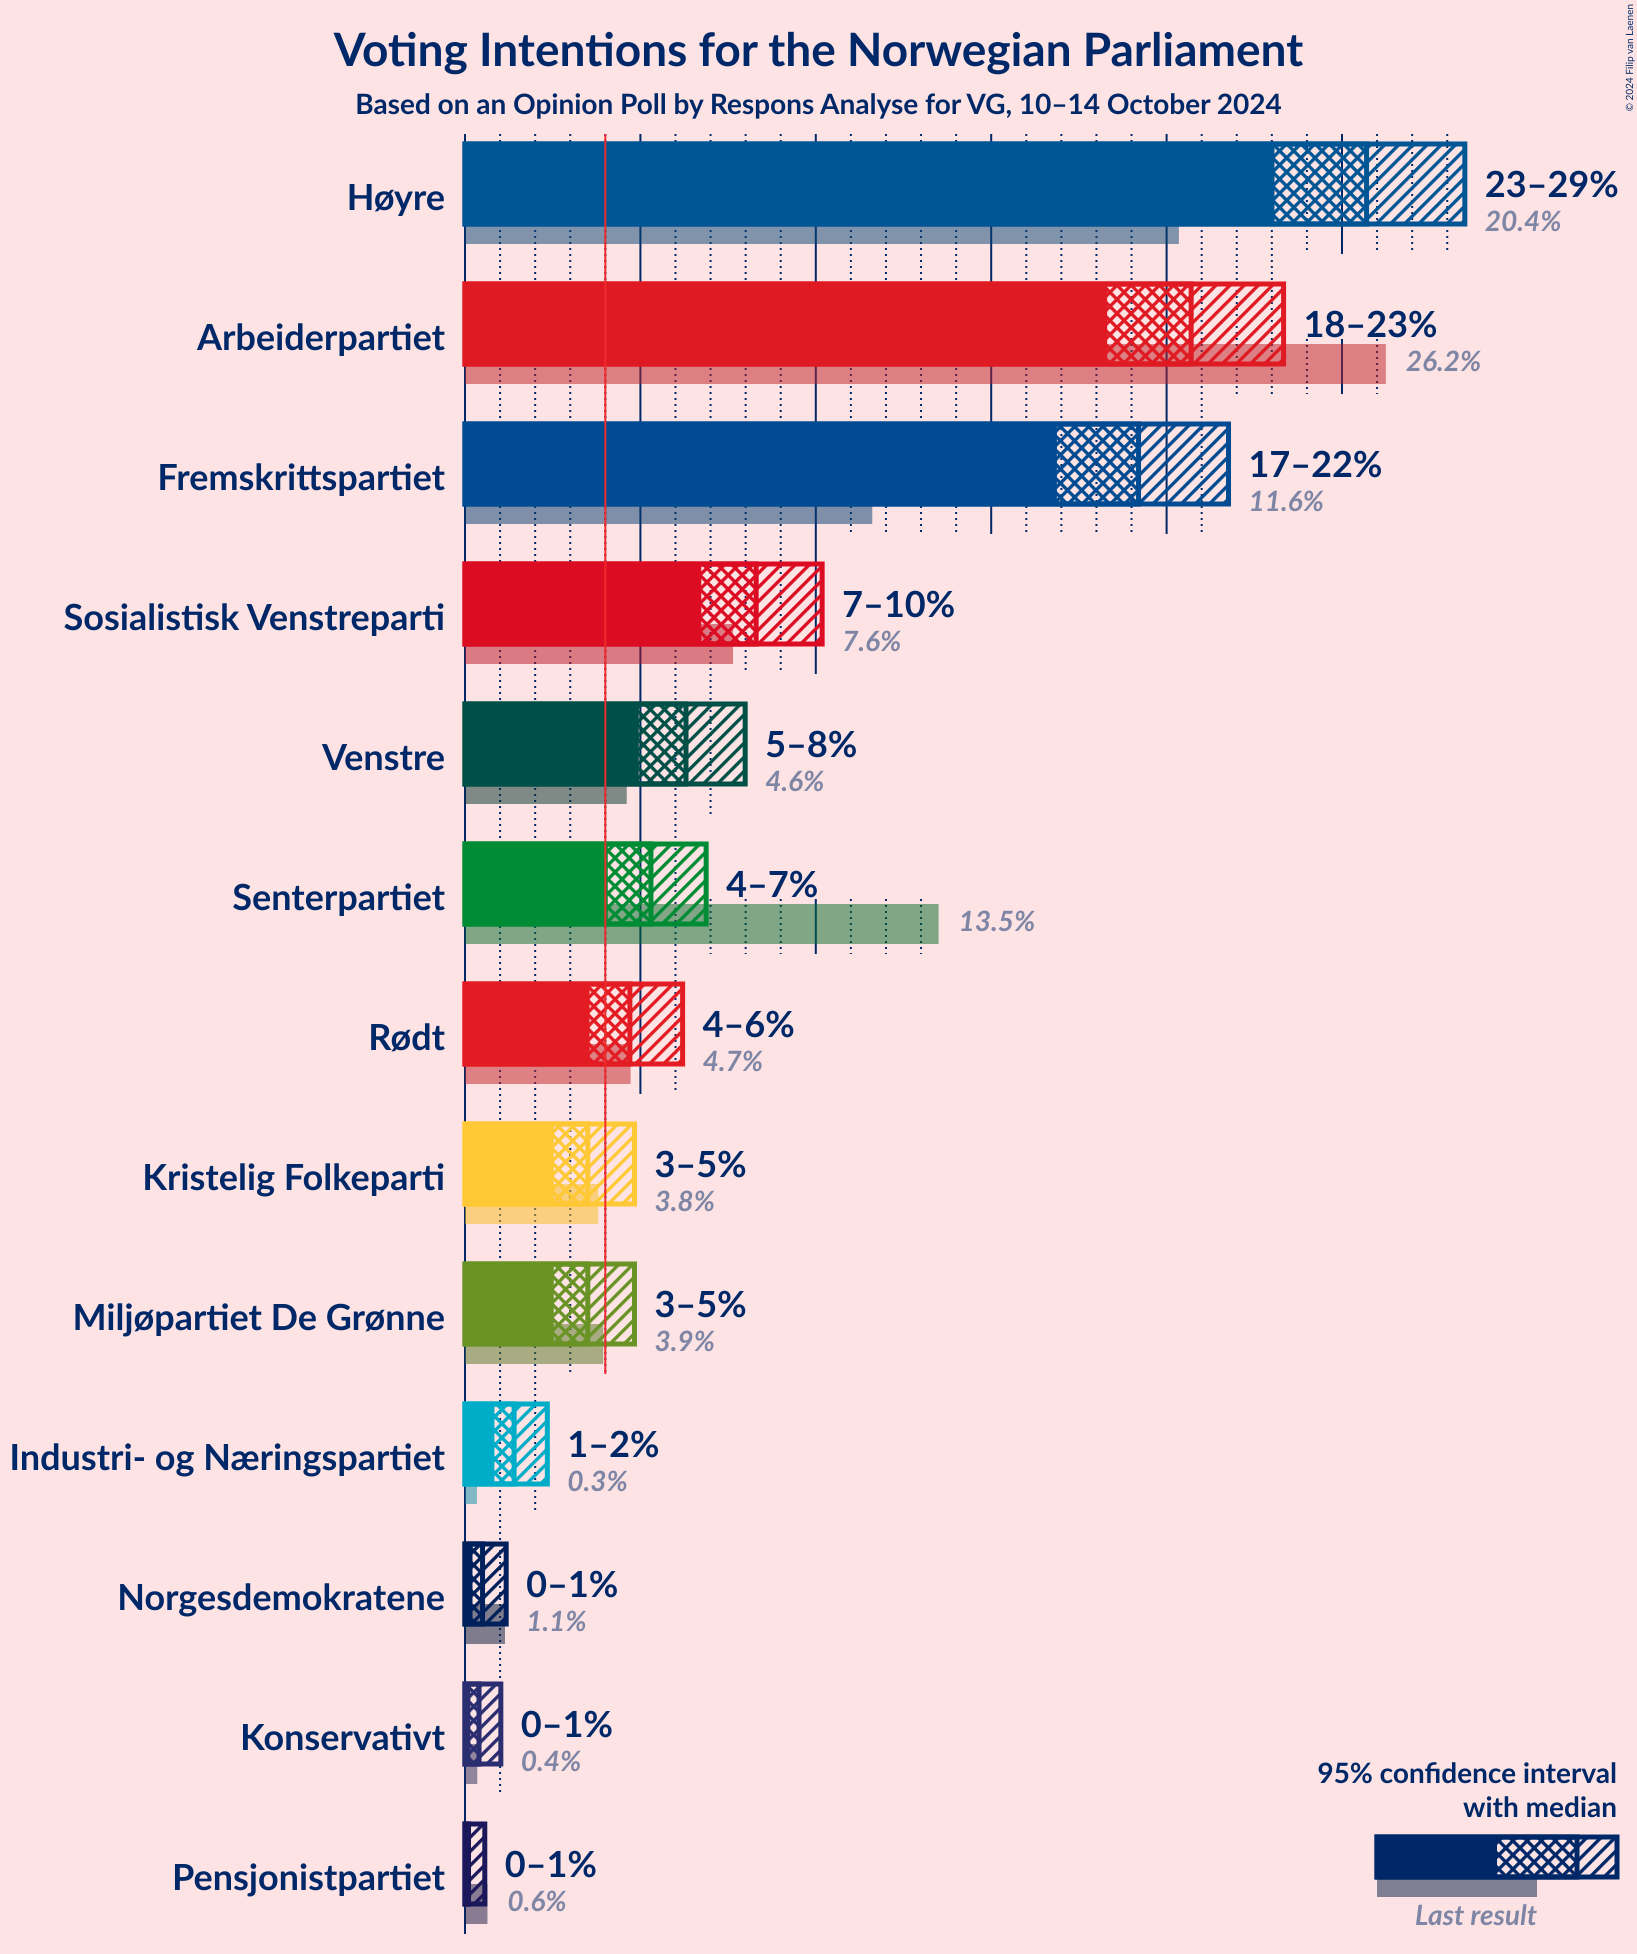 Voting Intentions for the Norwegian Parliament
Based on an Opinion Poll by Respons Analyse for VG, 10–14 October 2024
© 2024 Filip van Laenen
Høyre
23–29%
20.4%
Arbeiderpartiet
18–23%
26.2%
Fremskrittspartiet
17–22%
11.6%
Sosialistisk Venstreparti
7–10%
7.6%
Venstre
5–8%
4.6%
Senterpartiet
4–7%
13.5%
Rødt
4–6%
4.7%
Kristelig Folkeparti
3–5%
3.8%
Miljøpartiet De Grønne
3–5%
3.9%
Industri- og Næringspartiet
1–2%
0.3%
Norgesdemokratene
0–1%
1.1%
Konservativt
0–1%
0.4%
Pensjonistpartiet
0–1%
0.6%
95% confidence interval
with median
Last result